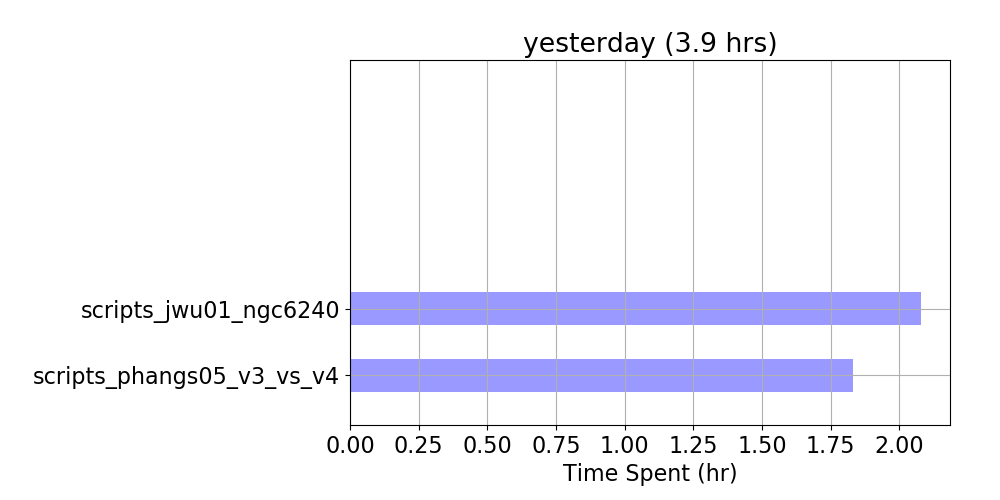 yesterday (3.9 hrs)
scripts_jwu01_ngc6240
scripts_phangs05_v3_vs_v4
0.00 0.25 0.50 0.75 1.00 1.25 1.50 1.75 2.00
Time Spent (hr)